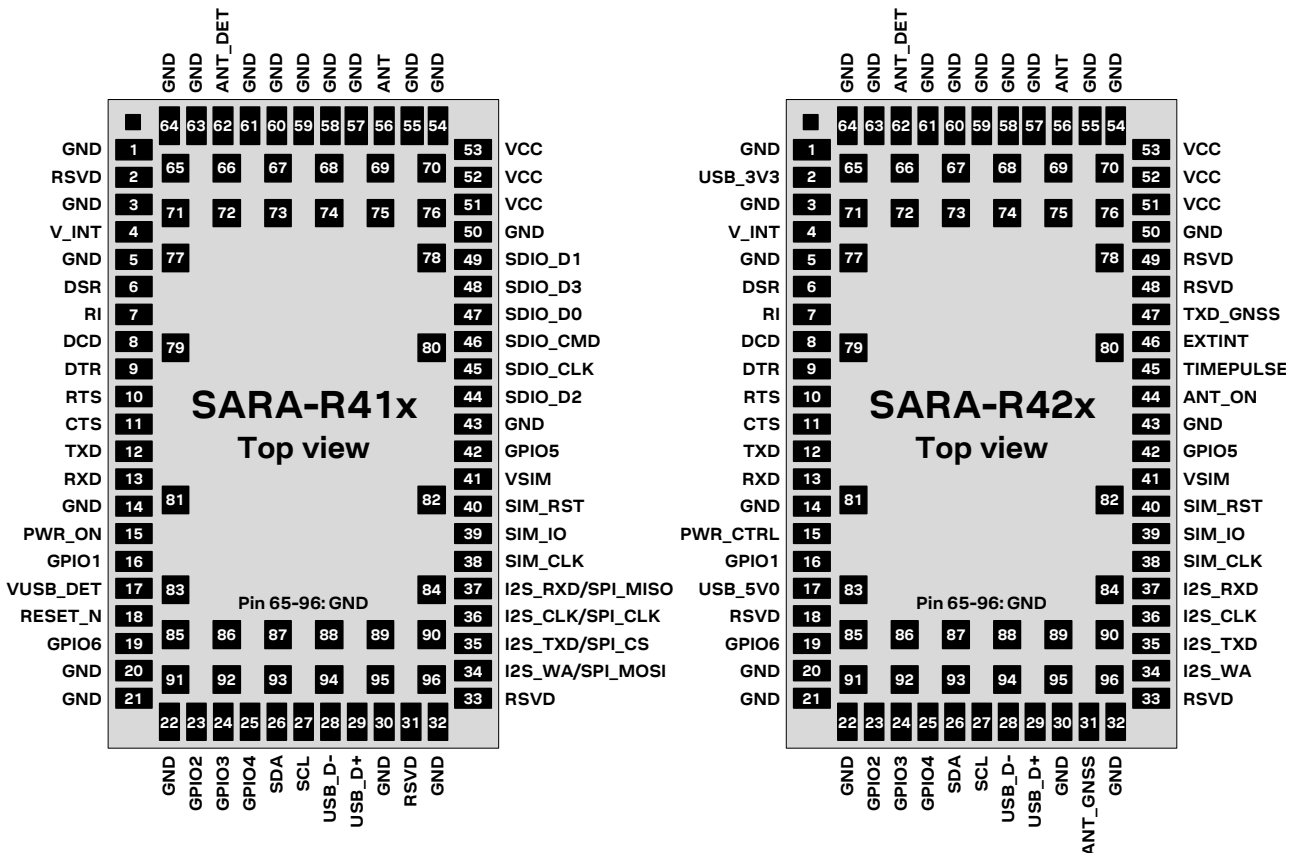 GND GND ANT_DET GND GND GND GND GND ANT GND GND
64 63 62 61 60 59 58 57 56 55 54
GND 1 53 VCC
65 66 67 68 69 70
RSVD 2 52 VCC
GND 3 51 VCC
71 72 73 74 75 76
V_INT 4 50 GND
GND 5 77 78 49 SDIO_D1
DSR 6 48 SDIO_D3
RI 7 47 SDIO_D0
DCD 8 79 80 46 SDIO_CMD
DTR 9 45 SDIO_CLK
RTS 10 44 SDIO_D2
SARA-R41x
CTS 11 43 GND
Top view
TXD 12 42 GPIO5
RXD 13 41 VSIM
81 82
GND 14 40 SIM_RST
PWR_ON 15 39 SIM_IO
GPIO1 16 38 SIM_CLK
VUSB_DET 17 83 84 37 I2S_RXD/SPI_MISO
Pin 65-96: GND
RESET_N 18 36 I2S_CLK/SPI_CLK
85 86 87 88 89 90
GPIO6 19 35 I2S_TXD/SPI_CS
GND 20 34 I2S_WA/SPI_MOSI
91 92 93 94 95 96
GND 21 33 RSVD
22 23 24 25 26 27 28 29 30 31 32
GND GPIO2 GPIO3 GPIO4 SDA SCL USB_D- USB_D+ GND RSVD GND
GND GND ANT_DET GND GND GND GND GND ANT GND GND
64 63 62 61 60 59 58 57 56 55 54
GND 1 53 VCC
65 66 67 68 69 70
USB_3V3 2 52 VCC
GND 3 51 VCC
71 72 73 74 75 76
V_INT 4 50 GND
GND 5 77 78 49 RSVD
DSR 6 48 RSVD
RI 7 47 TXD_GNSS
DCD 8 79 80 46 EXTINT
DTR 9 45 TIMEPULSE
RTS 10 44 ANT_ON
SARA-R42x
CTS 11 43 GND
Top view
TXD 12 42 GPIO5
RXD 13 41 VSIM
81 82
GND 14 40 SIM_RST
PWR_CTRL 15 39 SIM_IO
GPIO1 16 38 SIM_CLK
USB_5V0 17 83 84 37 I2S_RXD
Pin 65-96: GND
RSVD 18 36 I2S_CLK
85 86 87 88 89 90
GPIO6 19 35 I2S_TXD
GND 20 34 I2S_WA
91 92 93 94 95 96
GND 21 33 RSVD
22 23 24 25 26 27 28 29 30 31 32
GND GPIO2 GPIO3 GPIO4 SDA SCL USB_D- USB_D+ GND ANT_GNSS GND